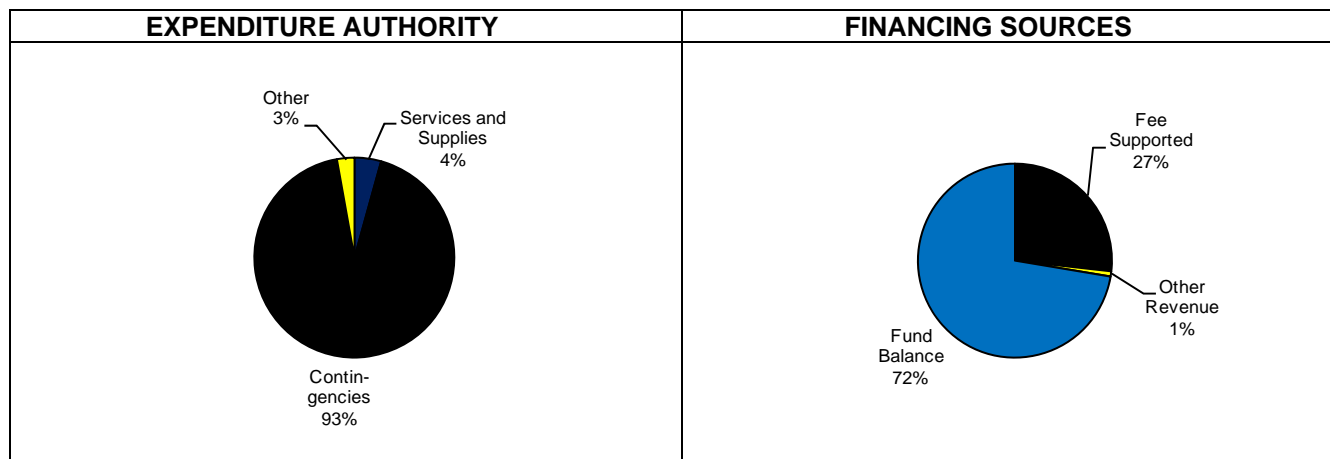 EXPENDITURE AUTHORITY
Other
3%
Services and
Supplies
4%
Contin-
gencies
93%
FINANCING SOURCES
Fee
Supported
27%
Other
Revenue
1%
Fund
Balance
72%